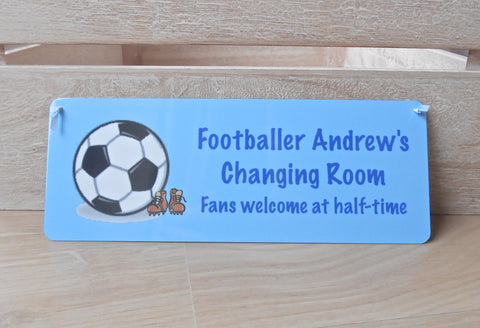 Footballer Andrew's
Changing Room
Fans welcome at half-time